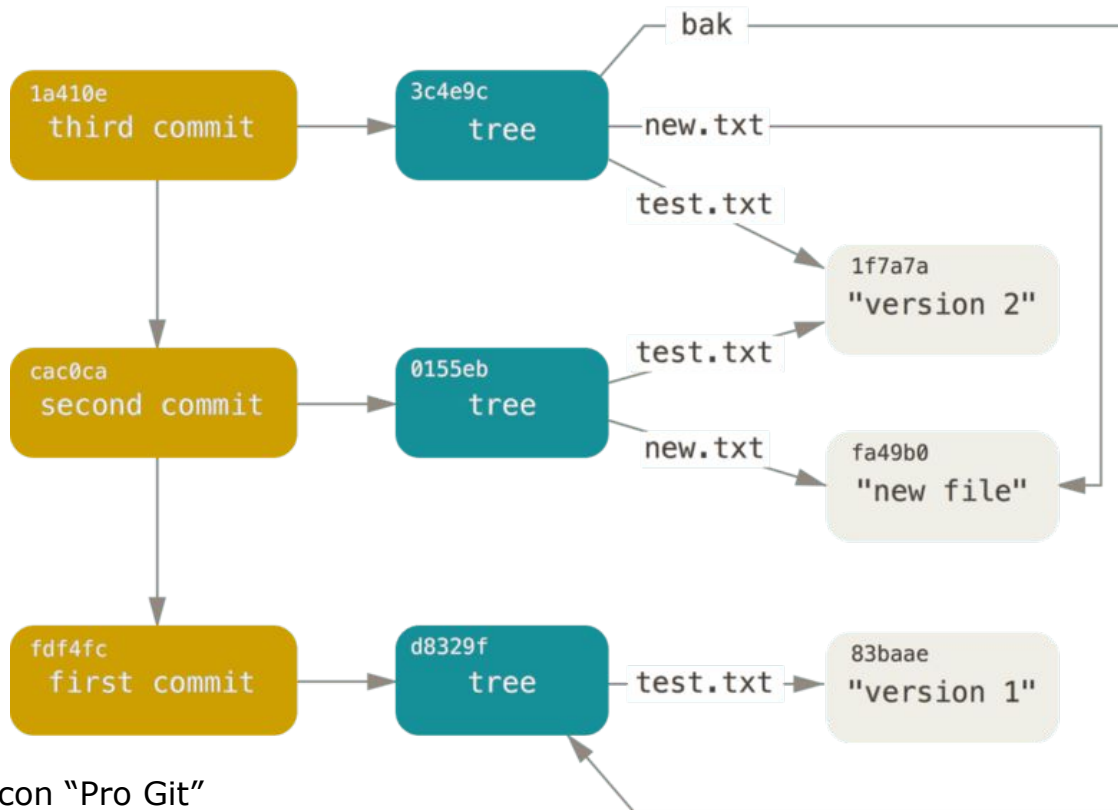 bak
1a410e
third commit
3c4e9c
tree
new.txt
test.txt
1f7a7a
"version 2"
cac0ca
second commit
0155eb
tree
test.txt
new.txt
fa49b0
"new file"
fdf4fc
first commit
d8329f
tree
test.txt
83baae
"version 1"
con “Pro Git”